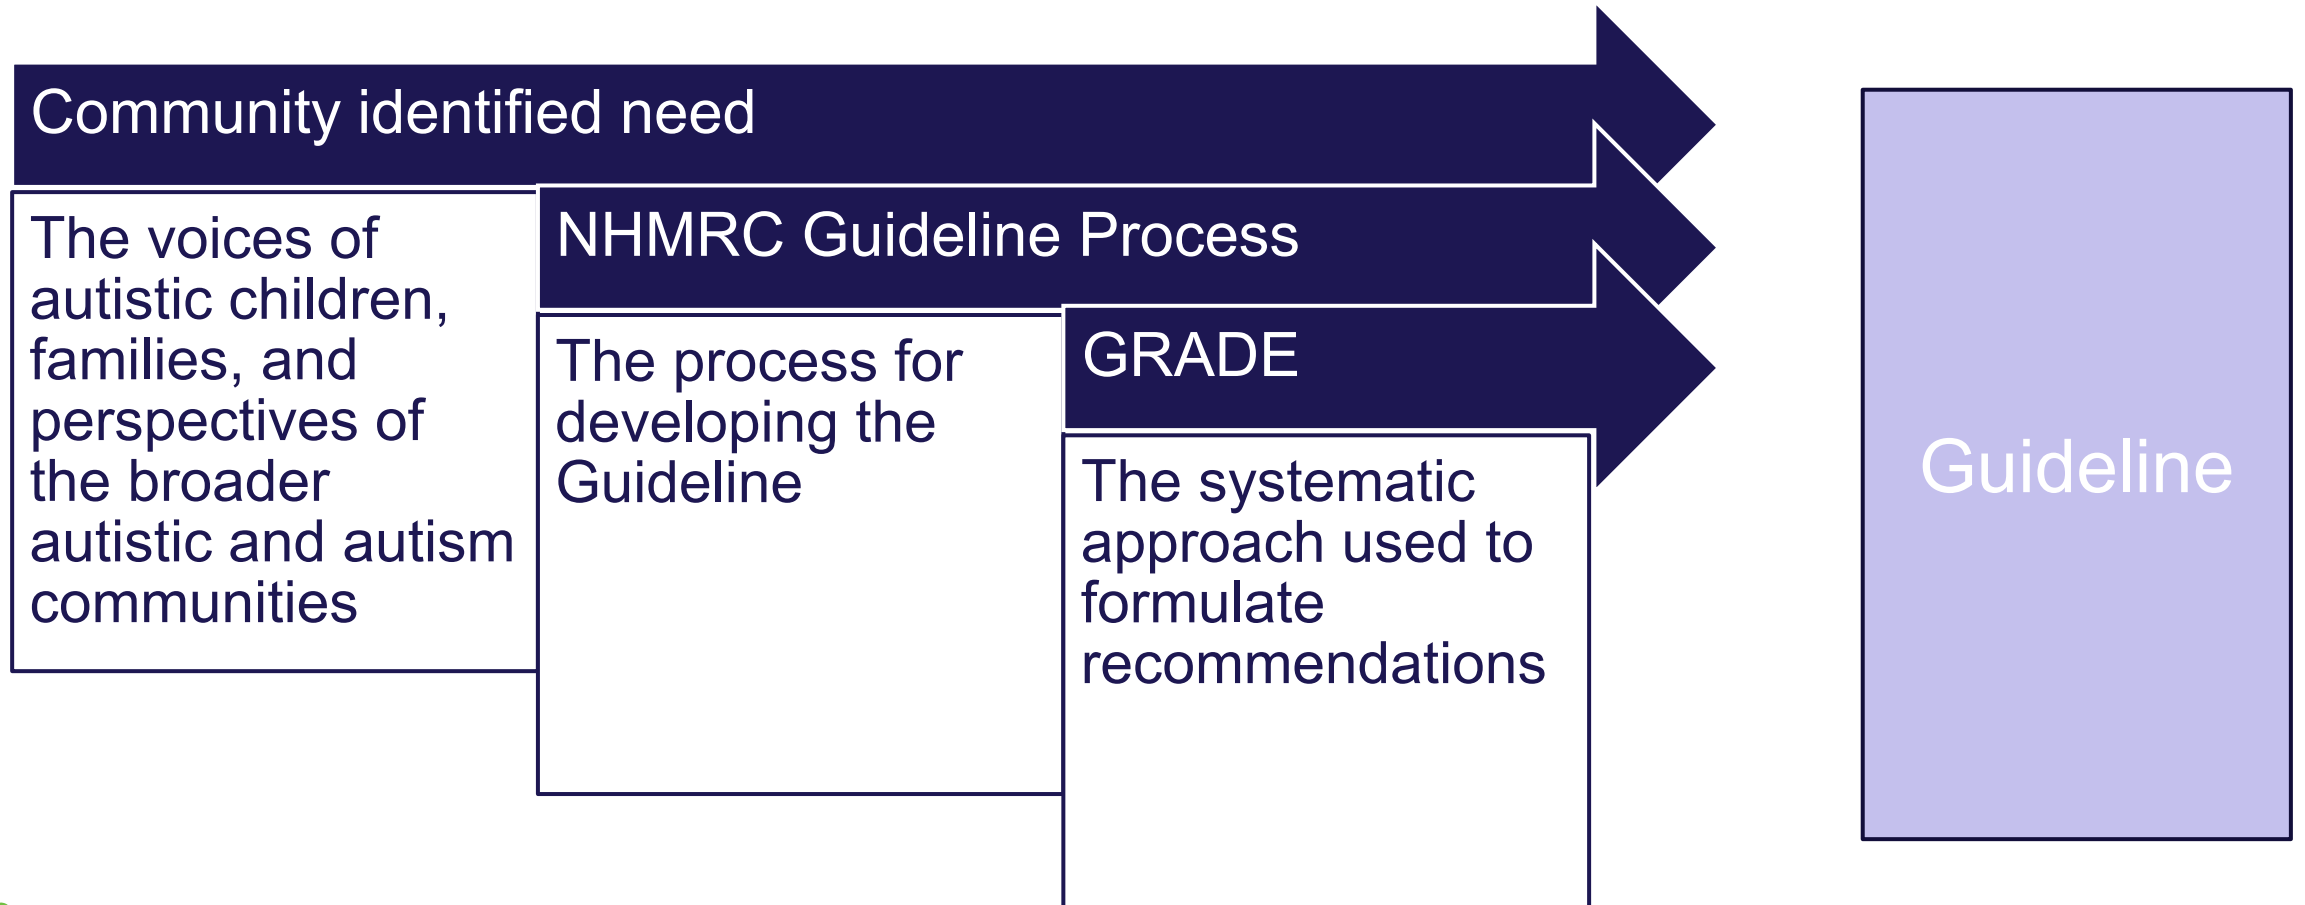 Community identified need
The voices of
autistic children,
families, and
perspectives of
the broader
autistic and autism
communities
NHMRC Guideline Process
The process for
developing the
Guideline
GRADE
The systematic
approach used to
formulate
recommendations
Guideline